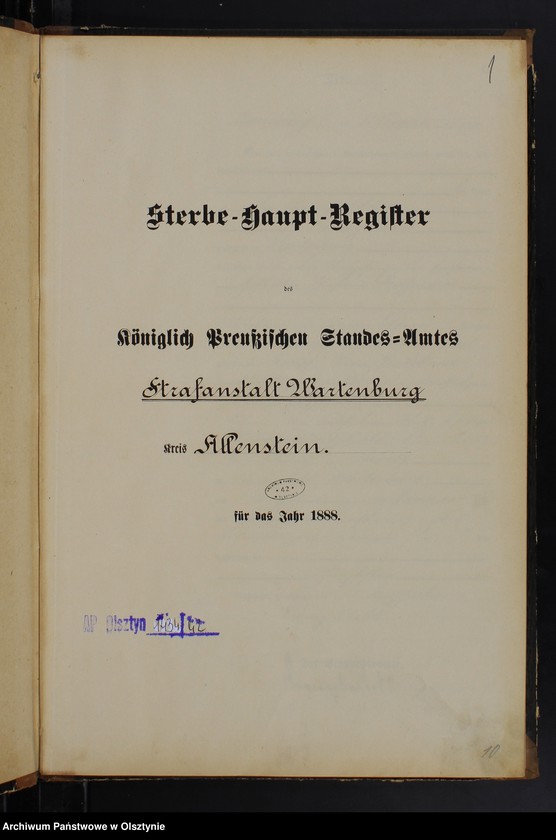 1
Sterbe-Haupt-Register
des
Königlich Preußischen Standes-Amtes
Strafanstalt Wartenburg
Kreis Allenstein.
42
für das Jahr 1888.
AP Olsztyn
10
Archiwum Państwowe w Olsztynie